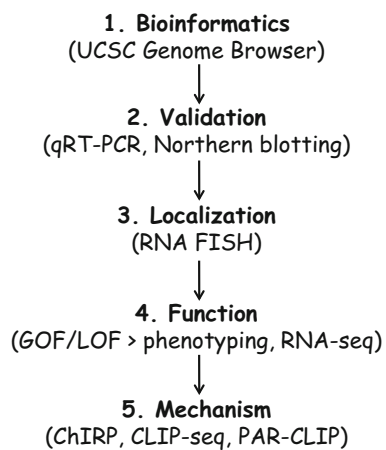 1. Bioinformatics
(UCSC Genome Browser)
2. Validation
(qRT-PCR, Northern blotting)
3. Localization
(RNA FISH)
4. Function
(GOF/LOF > phenotyping, RNA-seq)
5. Mechanism
(ChIRP, CLIP-seq, PAR-CLIP)